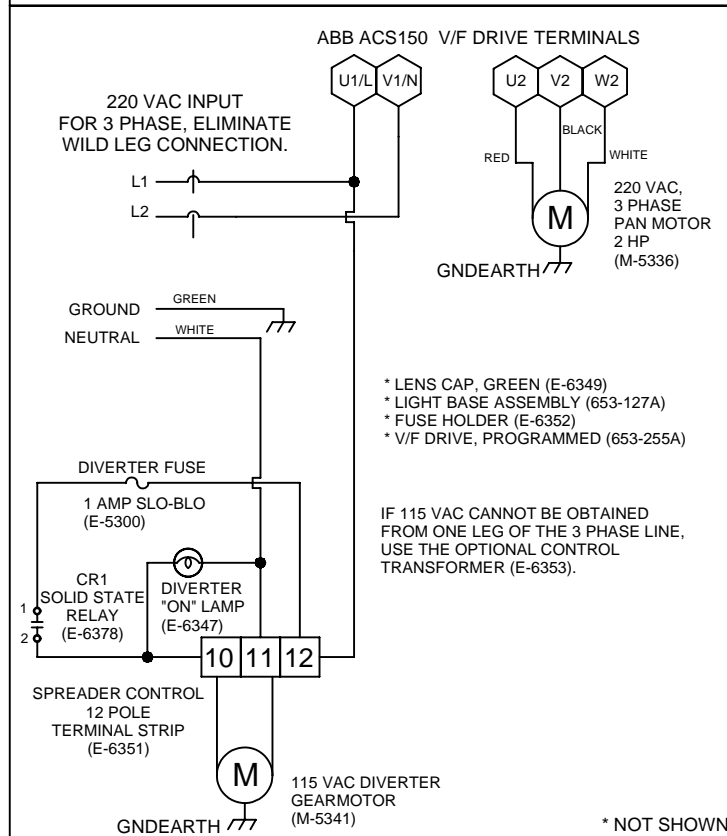 ABB ACS150 V/F DRIVE TERMINALS
U1/L V1/N U2 V2 W2
220 VAC INPUT
FOR 3 PHASE, ELIMINATE
WILD LEG CONNECTION.
BLACK
RED
WHITE
L1
L2
M
220 VAC,
3 PHASE
PAN MOTOR
2 HP
(M-5336)
GNDEARTH
GROUND
GREEN
NEUTRAL
WHITE
* LENS CAP, GREEN (E-6349)
* LIGHT BASE ASSEMBLY (653-127A)
* FUSE HOLDER (E-6352)
* V/F DRIVE, PROGRAMMED (653-255A)
DIVERTER FUSE
1 AMP SLO-BLO
(E-5300)
IF 115 VAC CANNOT BE OBTAINED
FROM ONE LEG OF THE 3 PHASE LINE,
USE THE OPTIONAL CONTROL
TRANSFORMER (E-6353).
1
2
CR1
SOLID STATE
RELAY
(E-6378)
DIVERTER
"ON" LAMP
(E-6347)
10 11 12
SPREADER CONTROL
12 POLE
TERMINAL STRIP
(E-6351)
M
115 VAC DIVERTER
GEARMOTOR
(M-5341)
GNDEARTH
* NOT SHOWN